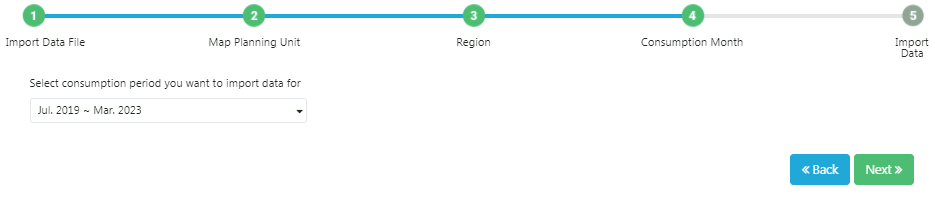 1 2 3 4 5
Import Data File Map Planning Unit Region Consumption Month Import
Data
Select consumption period you want to import data for
Jul. 2019 ~ Mar. 2023
« Back Next »